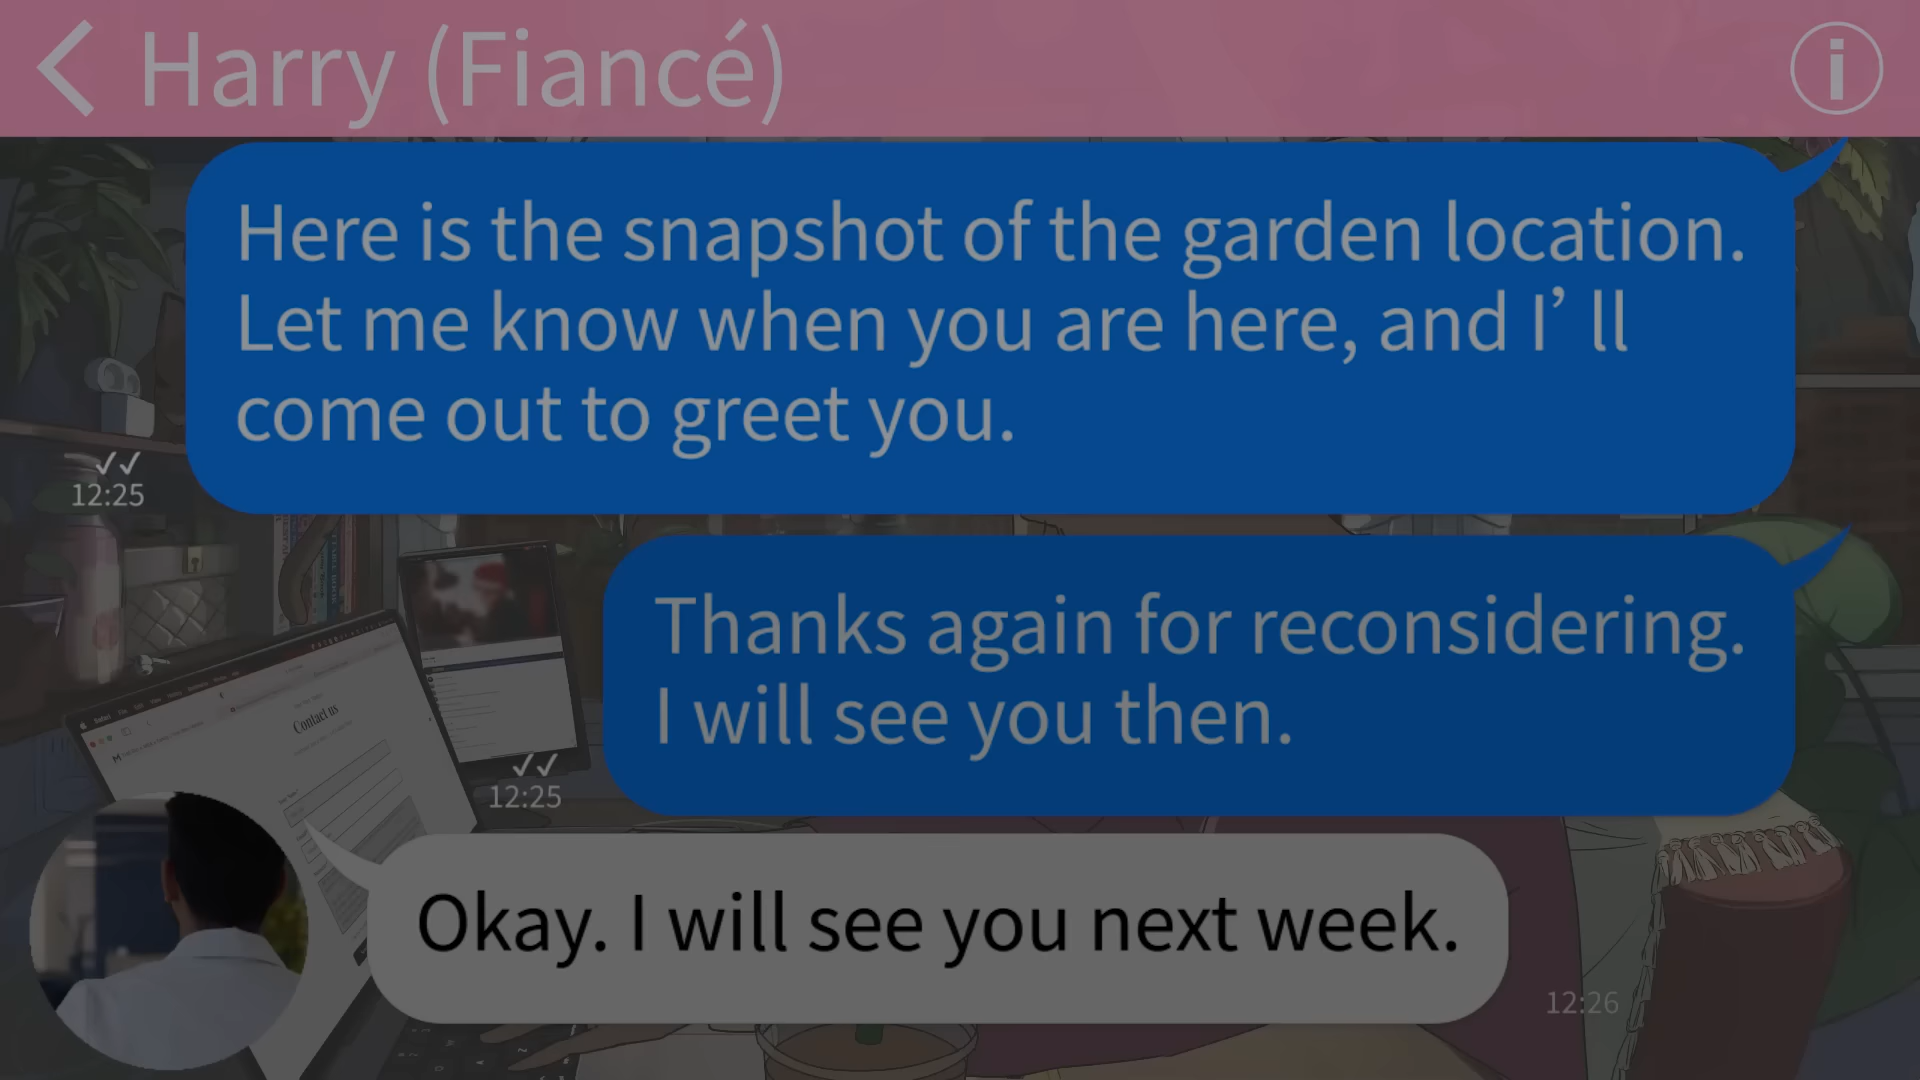 Harry (Fiancé)
Here is the snapshot of the garden location.
Let me know when you are here, and I’ ll
come out to greet you.
12:25
Thanks again for reconsidering.
I will see you then.
12:25
Contact us
Okay. I will see you next week.
12:26